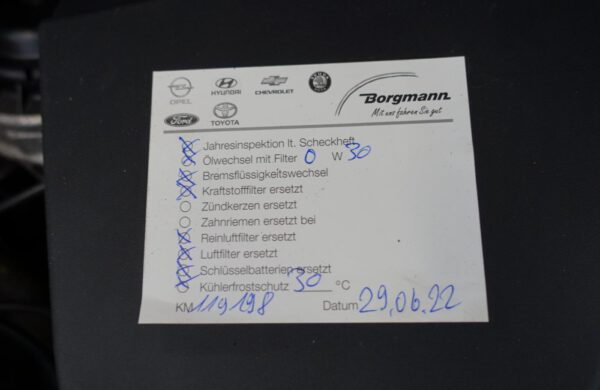 OPEL HYUNDAI CHEVROLET
Ford TOYOTA
Borgmann
Mit uns fahren Sie gut
Jahresinspektion lt. Scheckheft
Ölwechsel mit Filter 0 W 30
Bremsflüssigkeitswechsel
Kraftstofffilter ersetzt
Zündkerzen ersetzt
Zahnriemen ersetzt bei
Reinluftfilter ersetzt
Luftfilter ersetzt
Schlüsselbatterien ersetzt
Kühlerfrostschutz 30 °C
KM 119198 Datum 29.06.22